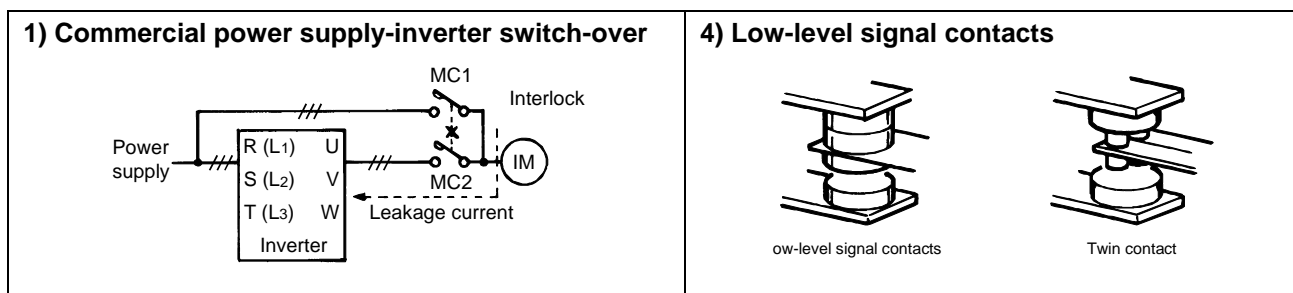 1) Commercial power supply-inverter switch-over
MC1
Interlock
Power
supply
R (L1) U
S (L2) V
T (L3) W
Inverter
MC2
IM
Leakage current
4) Low-level signal contacts
ow-level signal contacts
Twin contact